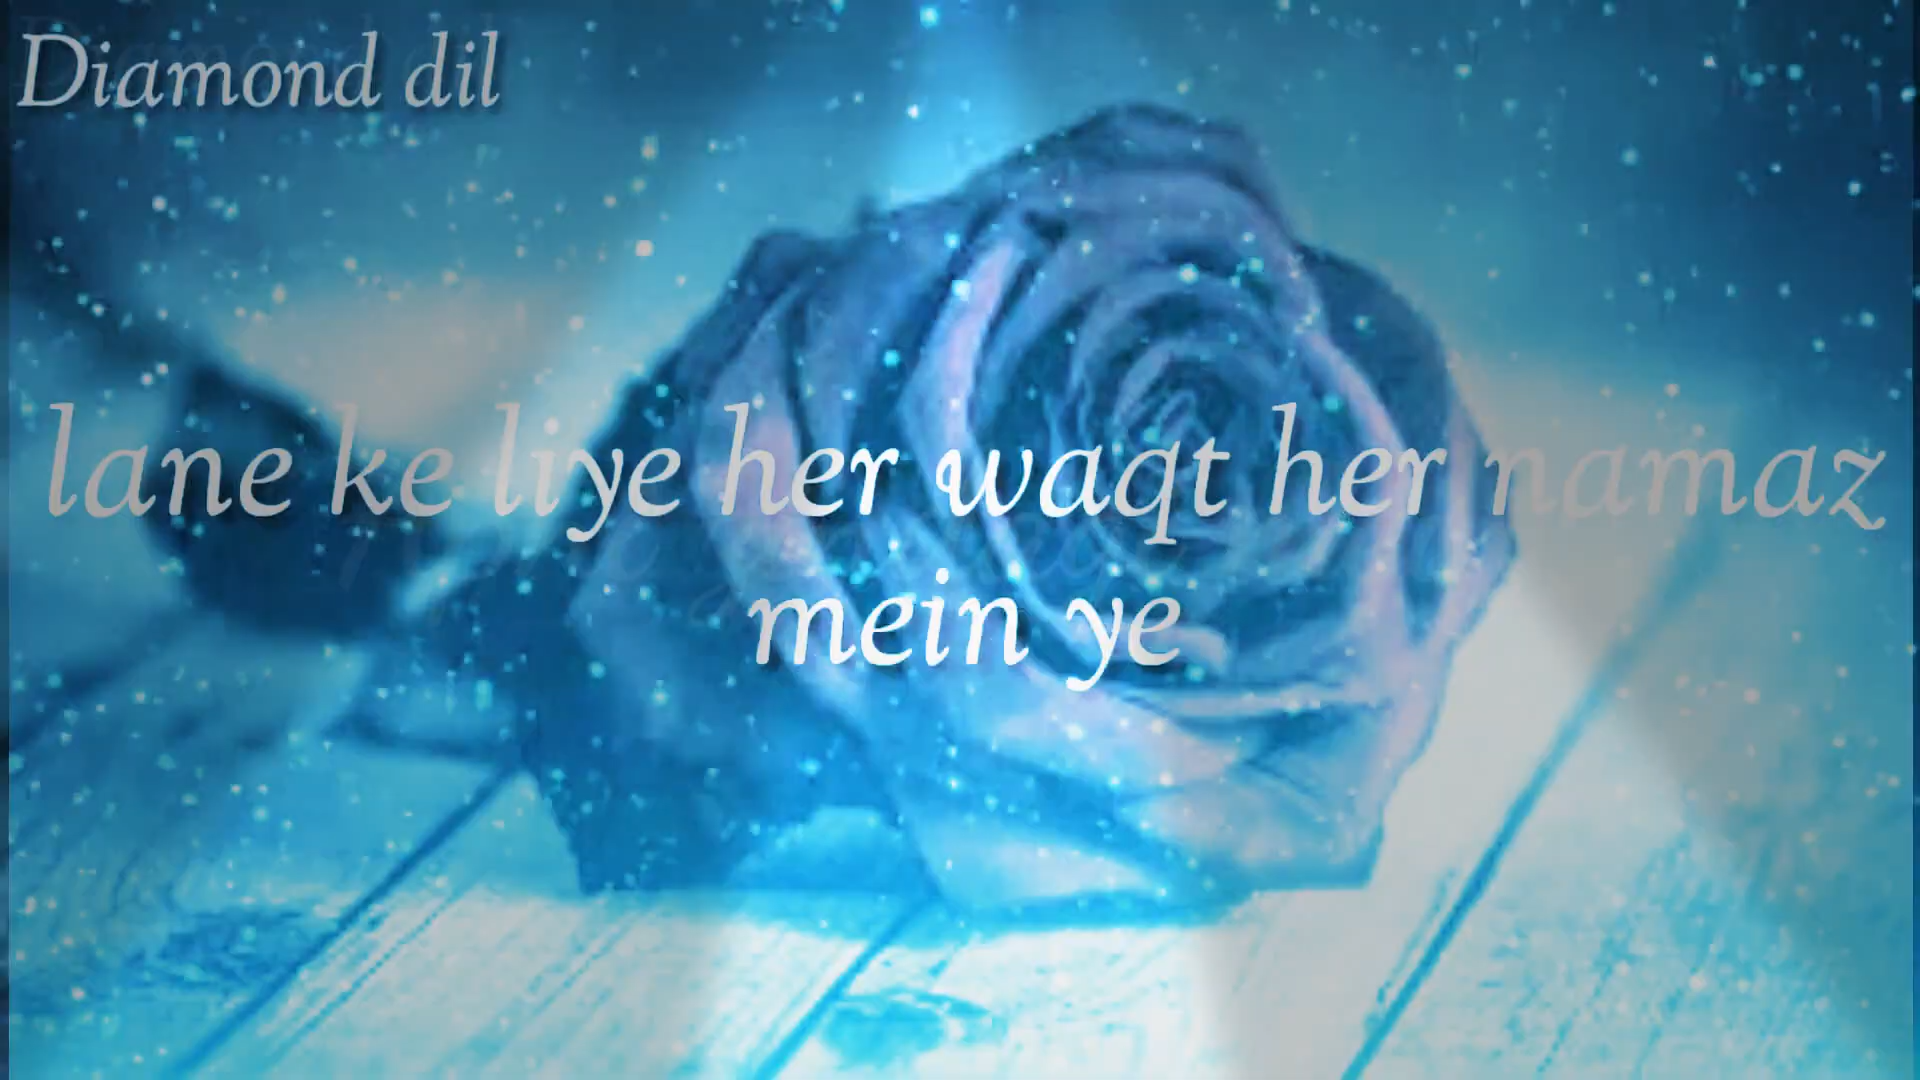 Diamond dil
lane ke liye her waqt her namaz
mein ye